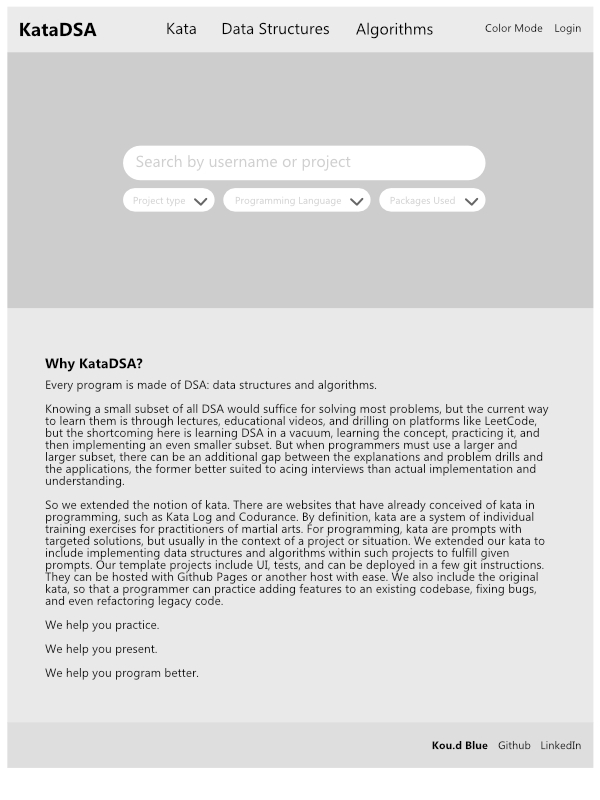 KataDSA Kata Data Structures Algorithms Color Mode Login
Search by username or project
Project type Programming Language Packages Used
Why KataDSA?
Every program is made of DSA: data structures and algorithms.
Knowing a small subset of all DSA would suffice for solving most problems, but the current way
to learn them is through lectures, educational videos, and drilling on platforms like LeetCode,
but the shortcoming here is learning DSA in a vacuum, learning the concept, practicing it, and
then implementing an even smaller subset. But when programmers must use a larger and
larger subset, there can be an additional gap between the explanations and problem drills and
the applications, the former better suited to acing interviews than actual implementation and
understanding.
So we extended the notion of kata. There are websites that have already conceived of kata in
programming, such as Kata Log and Codurance. By definition, kata are a system of individual
training exercises for practitioners of martial arts. For programming, kata are prompts with
targeted solutions, but usually in the context of a project or situation. We extended our kata to
include implementing data structures and algorithms within such projects to fulfill given
prompts. Our template projects include UI, tests, and can be deployed in a few git instructions.
They can be hosted with Github Pages or another host with ease. We also include the original
kata, so that a programmer can practice adding features to an existing codebase, fixing bugs,
and even refactoring legacy code.
We help you practice.
We help you present.
We help you program better.
Kou.d Blue Github LinkedIn